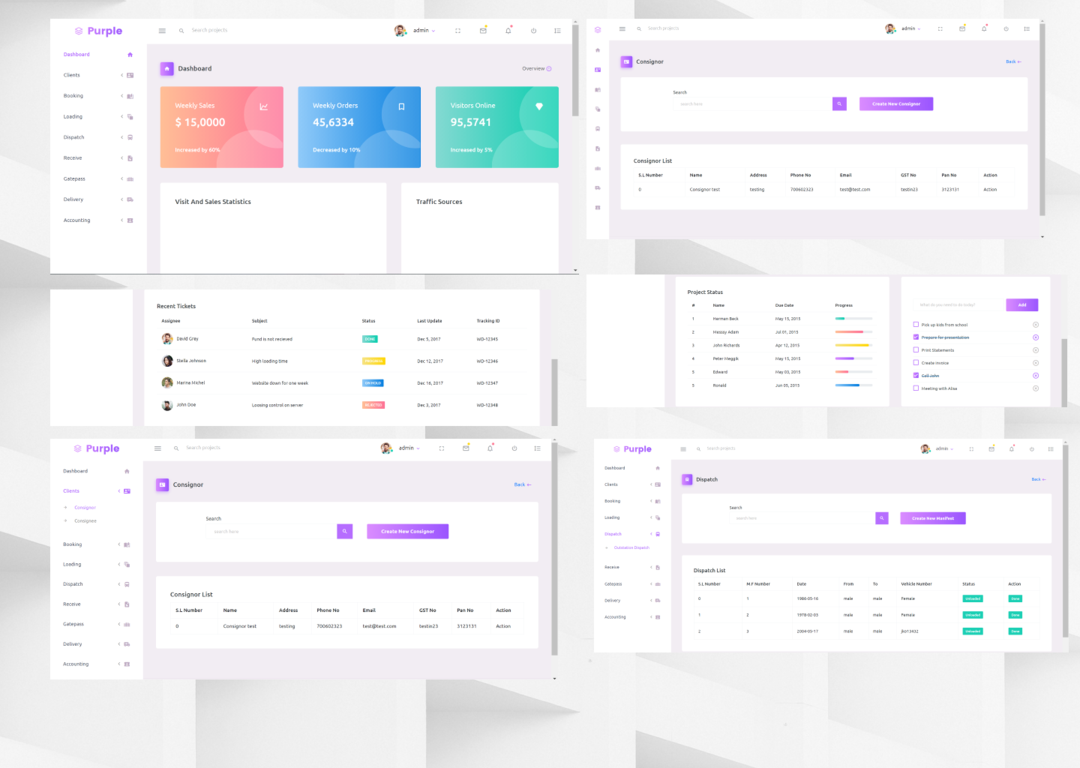 Purple
Search projects
admin
Dashboard
Clients
Booking
Loading
Dispatch
Receive
Gatepass
Delivery
Accounting
Dashboard
Overview
Weekly Sales
$ 15,0000
Increased by 60%
Weekly Orders
45,6334
Decreased by 10%
Visitors Online
95,5741
Increased by 5%
Visit And Sales Statistics
Traffic Sources
Search projects
admin
Consignor
Back
Search
search here
Create New Consignor
Consignor List
S.L Number Name Address Phone No Email GST No Pan No Action
0 Consignor test testing 700602323 test@test.com testin23 3123131 Action
Recent Tickets
Assignee Subject Status Last Update Tracking ID
David Grey Fund is not recieved DONE Dec 5, 2017 WD-12345
Stella Johnson High loading time Dec 12, 2017 WD-12346
Marina Michel Website down for one week ON HOLD Dec 16, 2017 WD-12347
John Doe Loosing control on server REJECTED Dec 3, 2017 WD-12348
Project Status
# Name Due Date Progress
1 Herman Beck May 15, 2015
2 Messsy Adam Jul 01, 2015
3 John Richards Apr 12, 2015
4 Peter Meggik May 15, 2015
5 Edward May 03, 2015
5 Ronald Jun 05, 2015
What do you need to do today?
Add
Pick up kids from school
Prepare for presentation
Print Statements
Create invoice
Call John
Meeting with Alisa
Purple
Search projects
admin
Dashboard
Clients
Consignor
Consignee
Booking
Loading
Dispatch
Receive
Gatepass
Delivery
Accounting
Consignor
Back
Search
search here
Create New Consignor
Consignor List
S.L Number Name Address Phone No Email GST No Pan No Action
0 Consignor test testing 700602323 test@test.com testin23 3123131 Action
Purple
Search projects
admin
Dashboard
Clients
Booking
Loading
Dispatch
Dispatch
Receive
Gatepass
Delivery
Accounting
Dispatch
Back
Search
search here
Create New Manifest
Dispatch List
S.L Number M.F Number Date From To Vehicle Number Status Action
0 1 1986-05-16 male male Female Unloaded Done
1 2 1978-02-03 male male Female Unloaded Done
2 3 2004-03-17 male male Unloaded Done